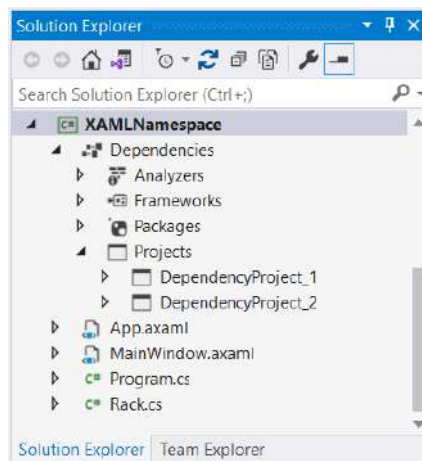 Solution Explorer
Search Solution Explorer (Ctrl+;)
C# XAMLNamespace
Dependencies
Analyzers
Frameworks
Packages
Projects
DependencyProject_1
DependencyProject_2
App.axaml
MainWindow.axaml
C# Program.cs
C# Rack.cs
Solution Explorer Team Explorer